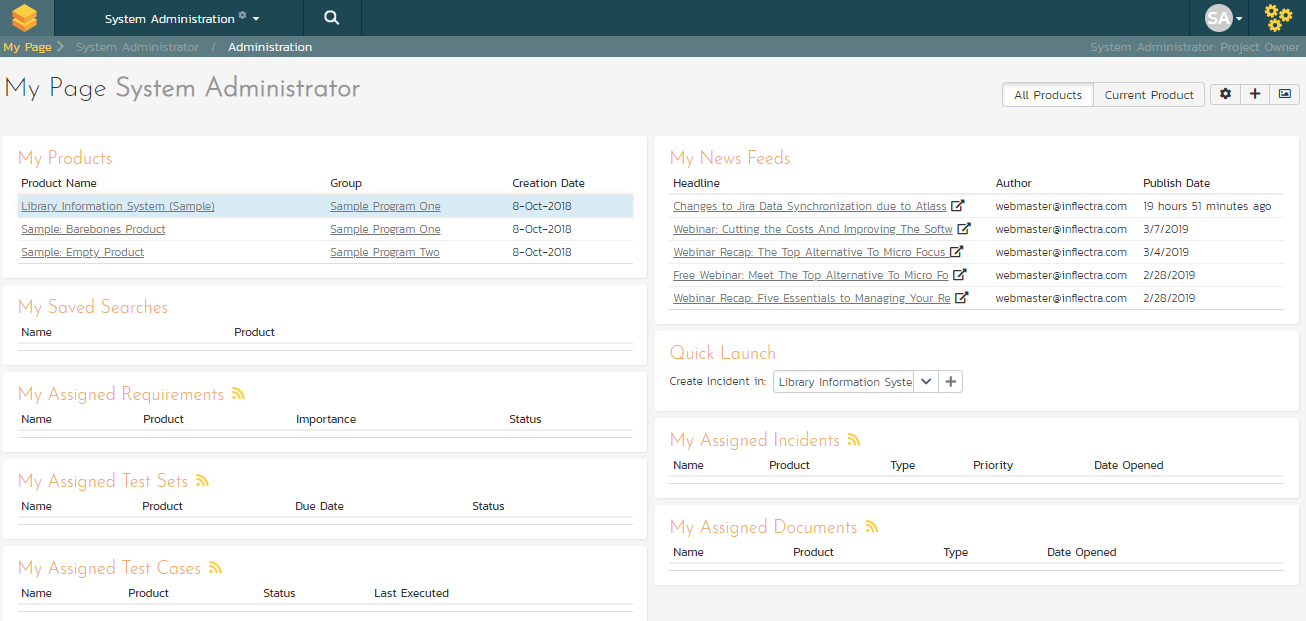 System Administration
SA
My Page System Administrator / Administration
System Administrator: Project Owner
My Page System Administrator
All Products Current Product
My Products
Product Name Group Creation Date
Library Information System (Sample) Sample Program One 8-Oct-2018
Sample: Barebones Product Sample Program One 8-Oct-2018
Sample: Empty Product Sample Program Two 8-Oct-2018
My Saved Searches
Name Product
My Assigned Requirements
Name Product Importance Status
My Assigned Test Sets
Name Product Due Date Status
My Assigned Test Cases
Name Product Status Last Executed
My News Feeds
Headline Author Publish Date
Changes to Jira Data Synchronization due to Atlass webmaster@inflectra.com 19 hours 51 minutes ago
Webinar: Cutting the Costs And Improving The Softw webmaster@inflectra.com 3/7/2019
Webinar Recap: The Top Alternative To Micro Focus webmaster@inflectra.com 3/4/2019
Free Webinar: Meet The Top Alternative To Micro Fo webmaster@inflectra.com 2/28/2019
Webinar Recap: Five Essentials to Managing Your Re webmaster@inflectra.com 2/28/2019
Quick Launch
Create Incident in: Library Information Syste
My Assigned Incidents
Name Product Type Priority Date Opened
My Assigned Documents
Name Product Type Date Opened